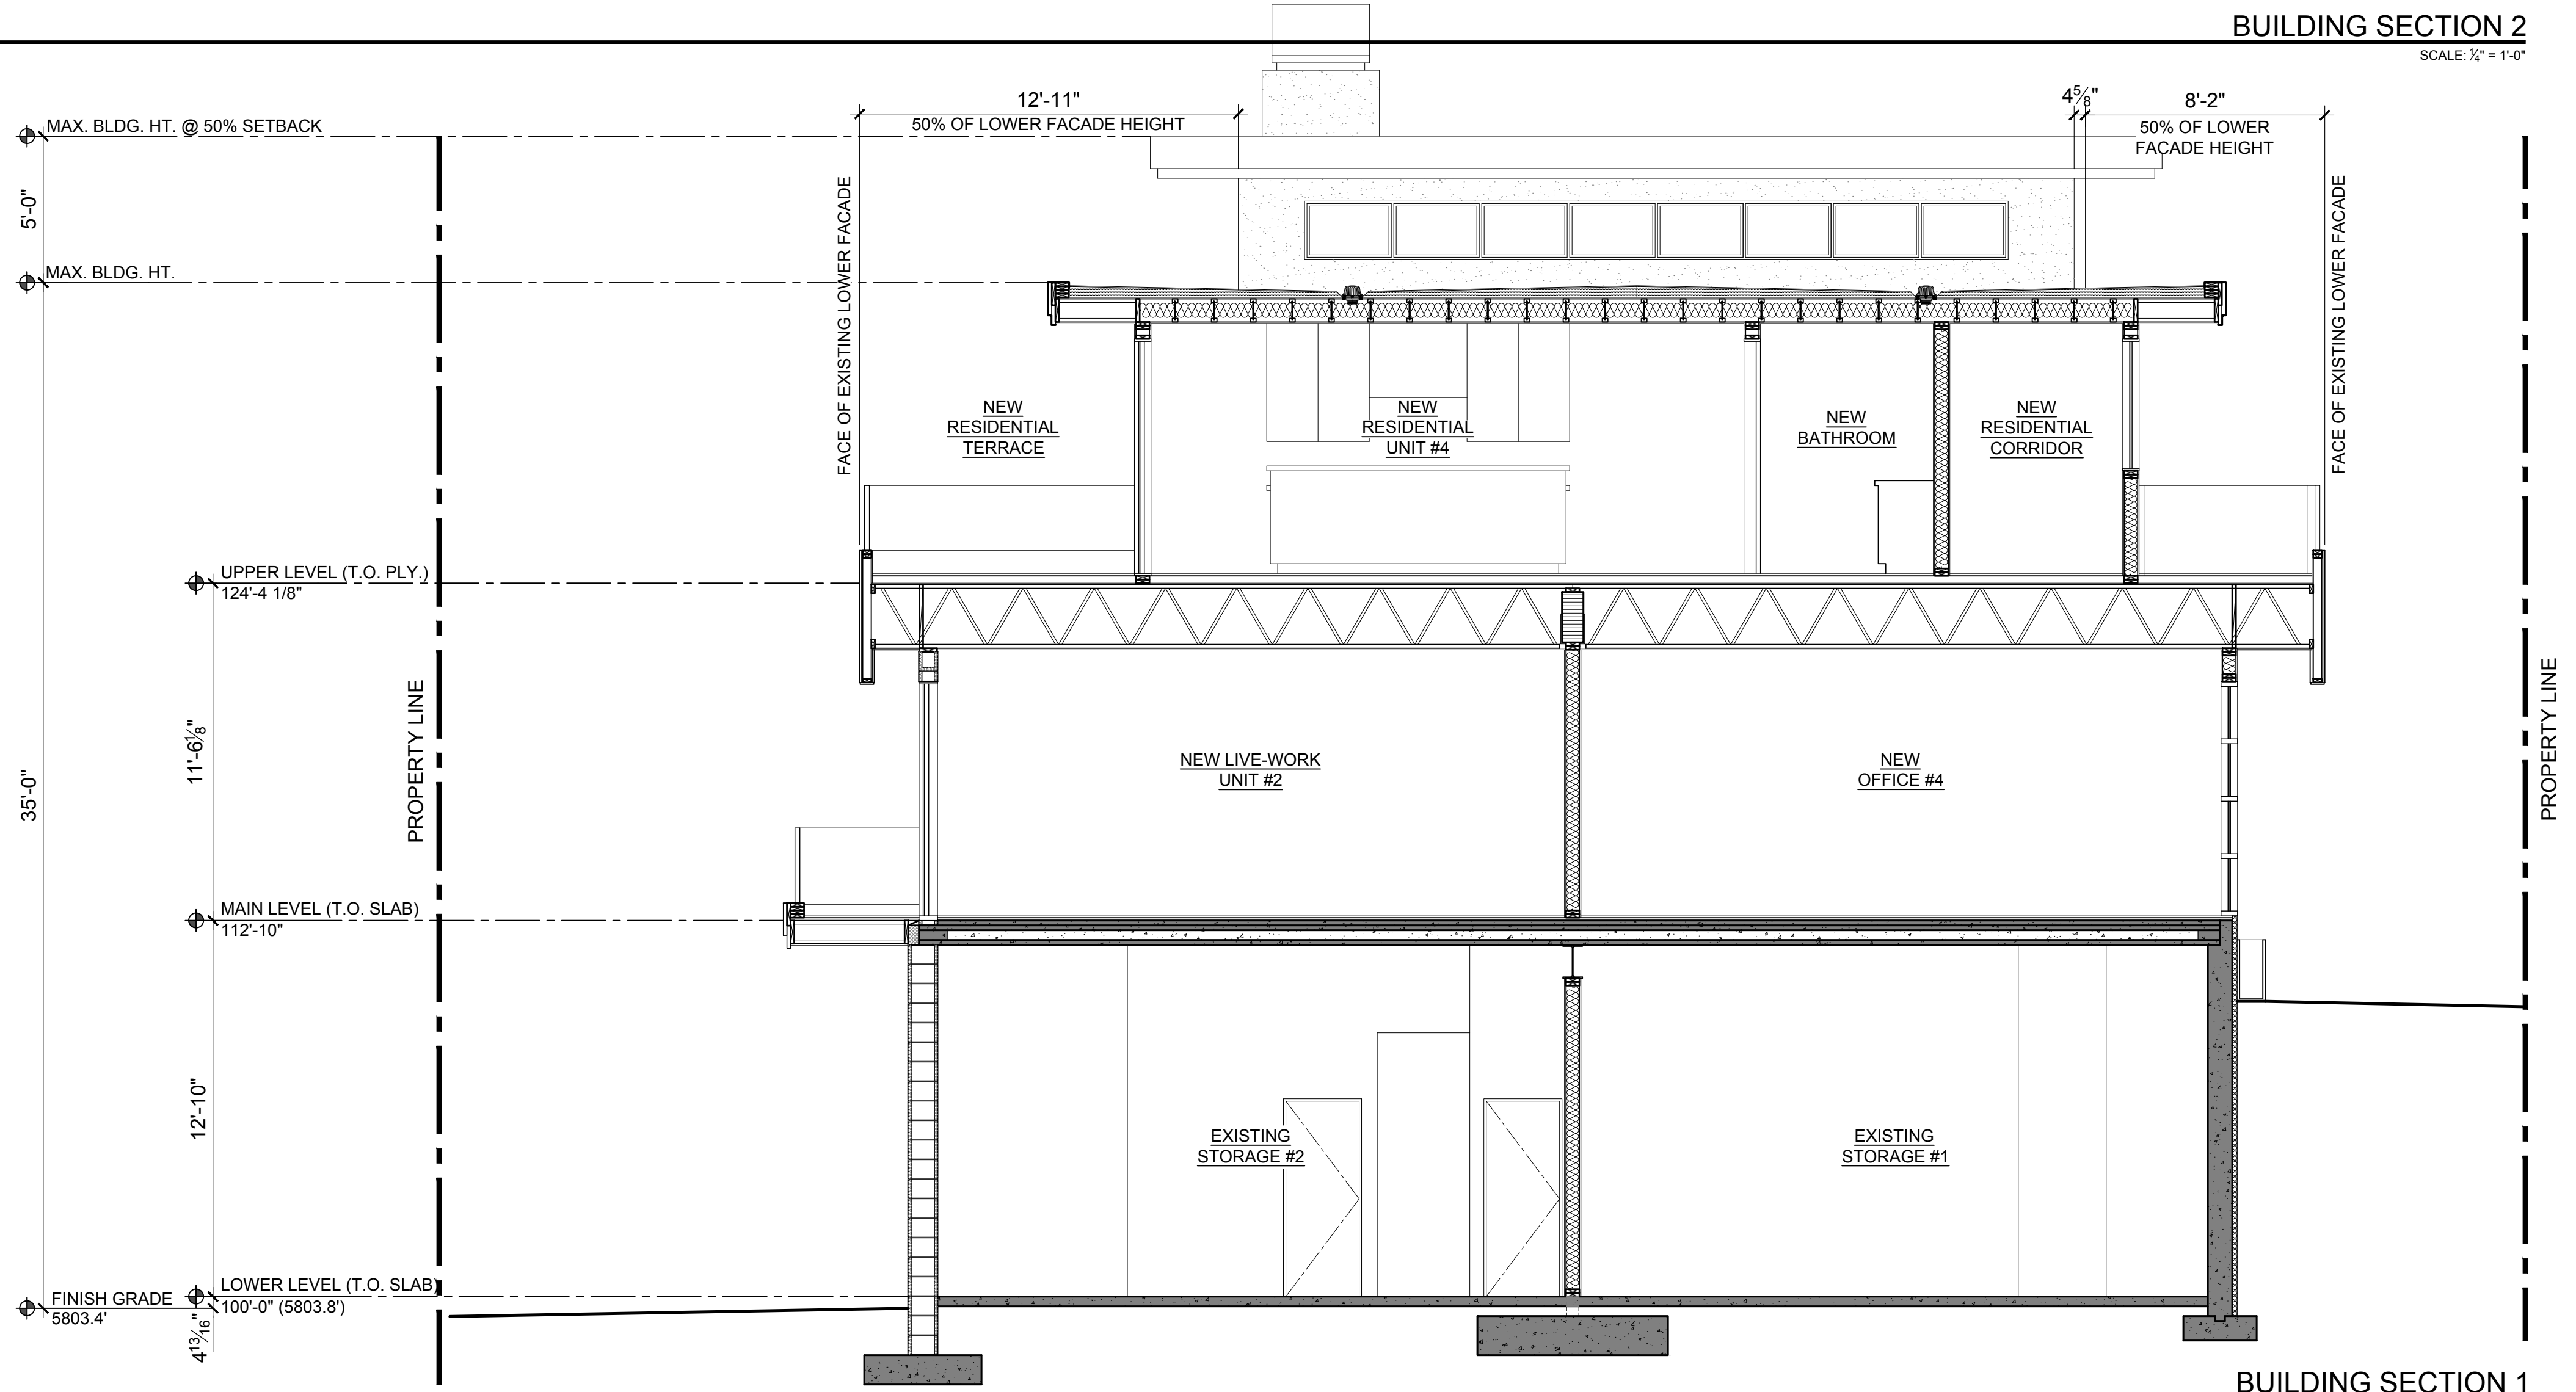 BUILDING SECTION 2
SCALE: ¼" = 1'-0"
12'-11"
50% OF LOWER FACADE HEIGHT
4⅝"
8'-2"
50% OF LOWER
FACADE HEIGHT
MAX. BLDG. HT. @ 50% SETBACK
5'-0"
MAX. BLDG. HT.
FACE OF EXISTING LOWER FACADE
FACE OF EXISTING LOWER FACADE
NEW
RESIDENTIAL
TERRACE
NEW
RESIDENTIAL
UNIT #4
NEW
BATHROOM
NEW
RESIDENTIAL
CORRIDOR
UPPER LEVEL (T.O. PLY.)
124'-4 1/8"
PROPERTY LINE
PROPERTY LINE
11'-6⅛"
35'-0"
NEW LIVE-WORK
UNIT #2
NEW
OFFICE #4
MAIN LEVEL (T.O. SLAB)
112'-10"
12'-10"
EXISTING
STORAGE #2
EXISTING
STORAGE #1
LOWER LEVEL (T.O. SLAB)
100'-0" (5803.8')
FINISH GRADE
5803.4'
4¹³⁄₁₆"
BUILDING SECTION 1